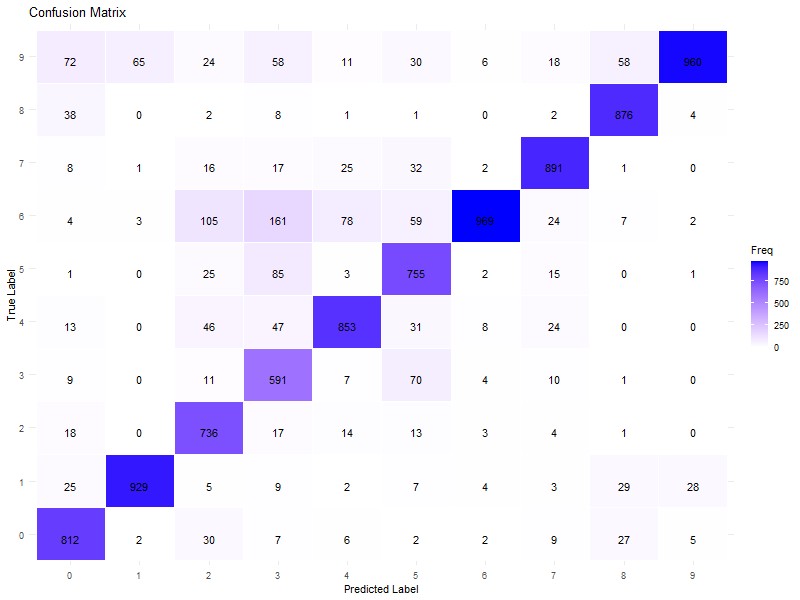 Confusion Matrix
9 72 65 24 58 11 30 6 18 58 960
8 38 0 2 8 1 1 0 2 876 4
7 8 1 16 17 25 32 2 891 1 0
6 4 3 105 161 78 59 969 24 7 2
5 1 0 25 85 3 755 2 15 0 1
4 13 0 46 47 853 31 8 24 0 0
3 9 0 11 591 7 70 4 10 1 0
2 18 0 736 17 14 13 3 4 1 0
1 25 929 5 9 2 7 4 3 29 28
0 812 2 30 7 6 2 2 9 27 5
0 1 2 3 4 5 6 7 8 9
Predicted Label
True Label
Freq
750
500
250
0